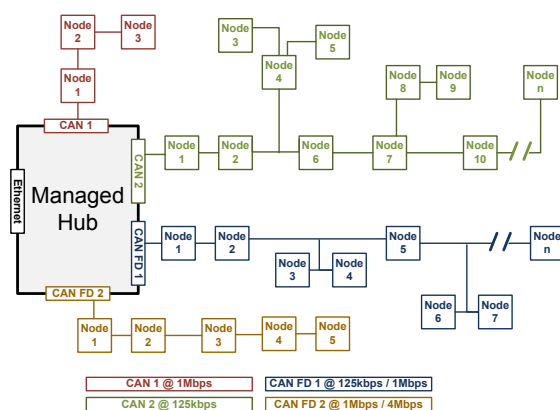 Node
2
Node
3
Node
1
CAN 1
Node
3
Node
5
Node
4
Node
8
Node
9
Node
n
CAN 2
Node
1
Node
2
Node
6
Node
7
Node
10
Ethernet
Managed
Hub
CAN FD 1
Node
1
Node
2
Node
3
Node
4
Node
5
Node
n
Node
6
Node
7
CAN FD 2
Node
1
Node
2
Node
3
Node
4
Node
5
CAN 1 @ 1Mbps
CAN FD 1 @ 125kbps / 1Mbps
CAN 2 @ 125kbps
CAN FD 2 @ 1Mbps / 4Mbps